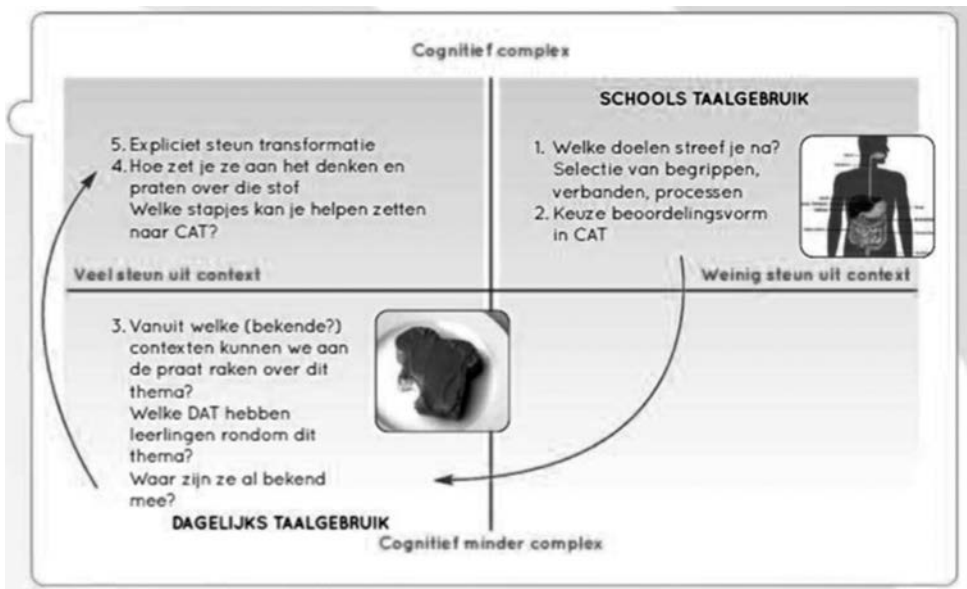 Cognitief complex
SCHOOLS TAALGEBRUIK
5. Expliciet steun transformatie
4. Hoe zet je ze aan het denken en
praten over die stof
Welke stapjes kan je helpen zetten
naar CAT?
1. Welke doelen streef je na?
Selectie van begrippen,
verbanden, processen
2. Keuze beoordelingsvorm
in CAT
Veel steun uit context
Weinig steun uit context
3. Vanuit welke (bekende?)
contexten kunnen we aan
de praat raken over dit
thema?
Welke DAT hebben
leerlingen rondom dit
thema?
Waar zijn ze al bekend
mee?
DAGELIJKS TAALGEBRUIK
Cognitief minder complex